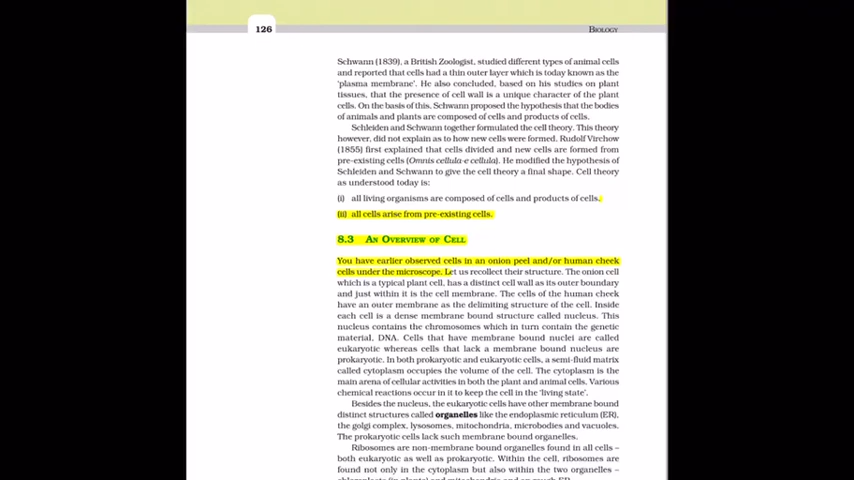 126
BIOLOGY
Schwann (1839), a British Zoologist, studied different types of animal cells
and reported that cells had a thin outer layer which is today known as the
'plasma membrane'. He also concluded, based on his studies on plant
tissues, that the presence of cell wall is a unique character of the plant
cells. On the basis of this, Schwann proposed the hypothesis that the bodies
of animals and plants are composed of cells and products of cells.
Schleiden and Schwann together formulated the cell theory. This theory
however, did not explain as to how new cells were formed. Rudolf Virchow
(1855) first explained that cells divided and new cells are formed from
pre-existing cells (Omnis cellula-e cellula). He modified the hypothesis of
Schleiden and Schwann to give the cell theory a final shape. Cell theory
as understood today is:
(i) all living organisms are composed of cells and products of cells.
(ii) all cells arise from pre-existing cells.
8.3 AN OVERVIEW OF CELL
You have earlier observed cells in an onion peel and/or human cheek
cells under the microscope. Let us recollect their structure. The onion cell
which is a typical plant cell, has a distinct cell wall as its outer boundary
and just within it is the cell membrane. The cells of the human cheek
have an outer membrane as the delimiting structure of the cell. Inside
each cell is a dense membrane bound structure called nucleus. This
nucleus contains the chromosomes which in turn contain the genetic
material, DNA. Cells that have membrane bound nuclei are called
eukaryotic whereas cells that lack a membrane bound nucleus are
prokaryotic. In both prokaryotic and eukaryotic cells, a semi-fluid matrix
called cytoplasm occupies the volume of the cell. The cytoplasm is the
main arena of cellular activities in both the plant and animal cells. Various
chemical reactions occur in it to keep the cell in the 'living state'.
Besides the nucleus, the eukaryotic cells have other membrane bound
distinct structures called organelles like the endoplasmic reticulum (ER),
the golgi complex, lysosomes, mitochondria, microbodies and vacuoles.
The prokaryotic cells lack such membrane bound organelles.
Ribosomes are non-membrane bound organelles found in all cells –
both eukaryotic as well as prokaryotic. Within the cell, ribosomes are
found not only in the cytoplasm but also within the two organelles –